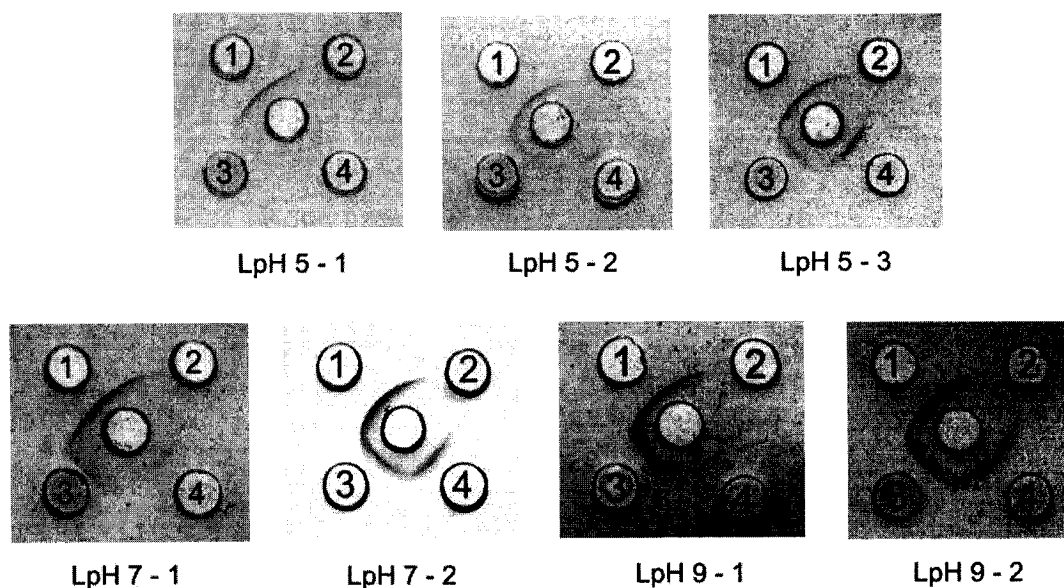 1 2 1 2 1 2
3 4 3 4 3 4
LpH 5 - 1 LpH 5 - 2 LpH 5 - 3
1 2 1 2 1 2 1 2
3 4 3 4 3 4 4
LpH 7 - 1 LpH 7 - 2 LpH 9 - 1 LpH 9 - 2